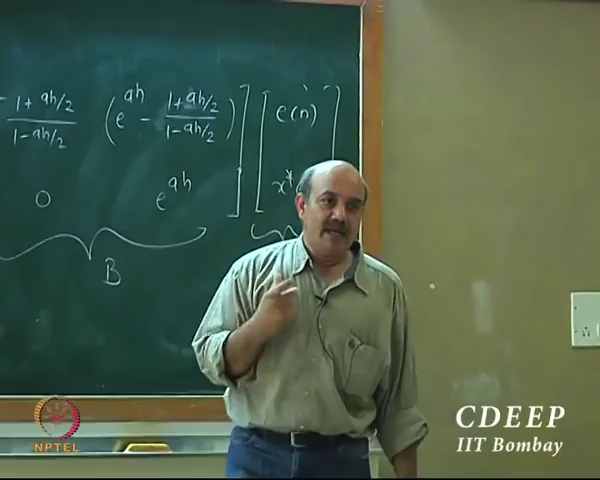 1+ah/2 / 1-ah/2 (e^{ah} - 1+ah/2 / 1-ah/2) e(n)
0 e^{ah} x*
B
NPTEL
CDEEP
IIT Bombay